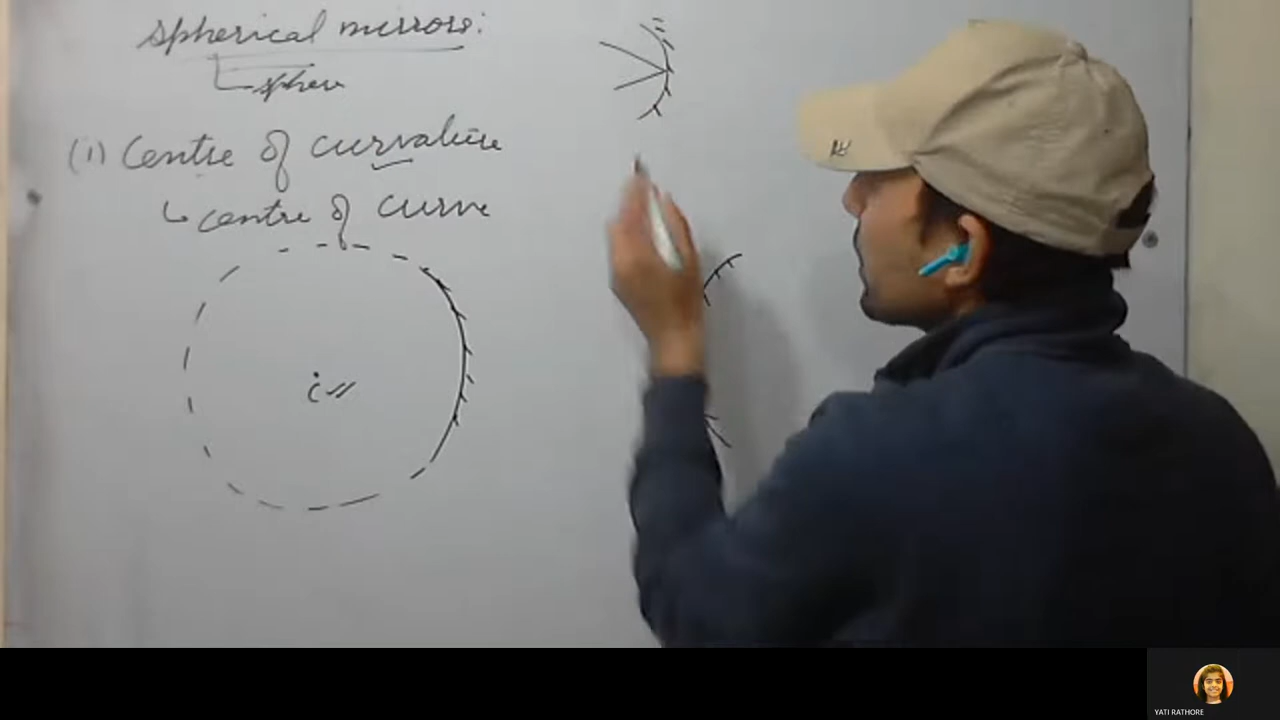 spherical mirrors:
sphere
(1) Centre of curvature
↳ centre of curve
C
YATI RATHORE